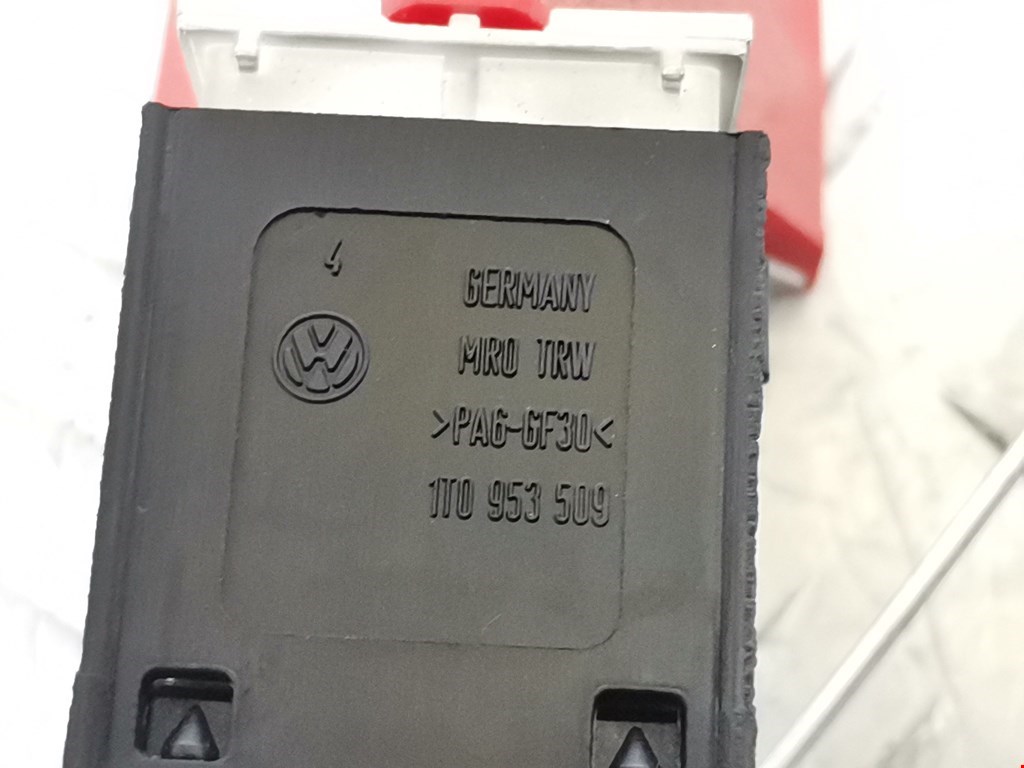 4
GERMANY
MRO TRW
>PA6-GF30<
1T0 953 509